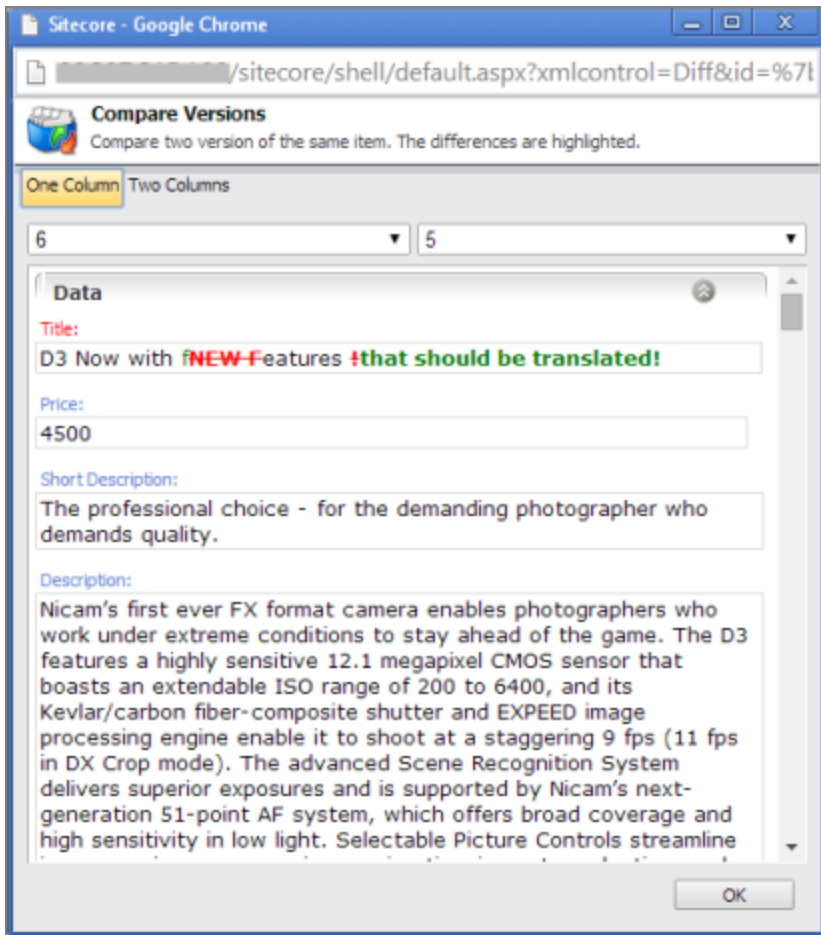 Sitecore - Google Chrome
/sitecore/shell/default.aspx?xmlcontrol=Diff&id=%7
Compare Versions
Compare two version of the same item. The differences are highlighted.
One Column Two Columns
6 5
Data
Title:
D3 Now with fNEW Features !that should be translated!
Price:
4500
Short Description:
The professional choice - for the demanding photographer who
demands quality.
Description:
Nicam's first ever FX format camera enables photographers who
work under extreme conditions to stay ahead of the game. The D3
features a highly sensitive 12.1 megapixel CMOS sensor that
boasts an extendable ISO range of 200 to 6400, and its
Kevlar/carbon fiber-composite shutter and EXPEED image
processing engine enable it to shoot at a staggering 9 fps (11 fps
in DX Crop mode). The advanced Scene Recognition System
delivers superior exposures and is supported by Nicam's next-
generation 51-point AF system, which offers broad coverage and
high sensitivity in low light. Selectable Picture Controls streamline
OK